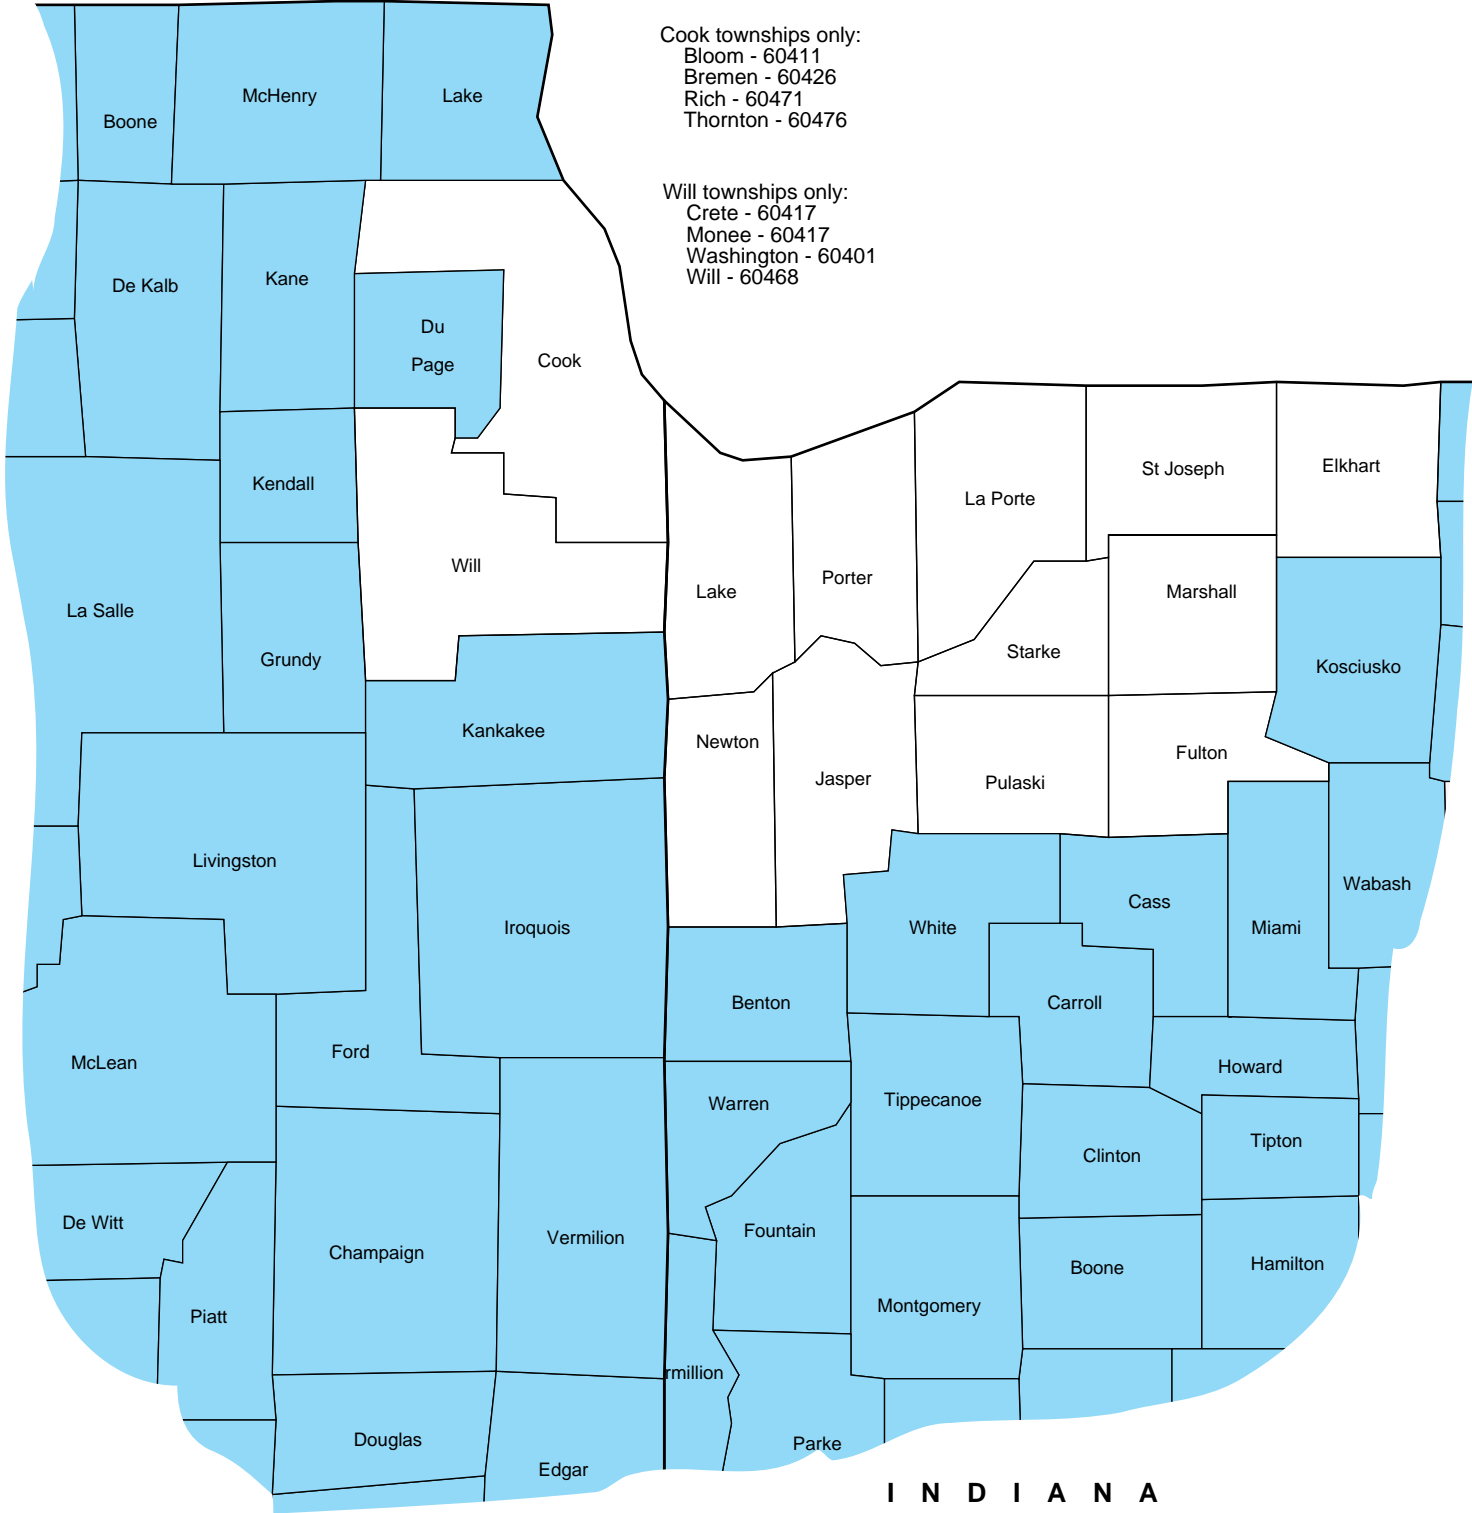 Cook townships only:
Bloom - 60411
Bremen - 60426
Rich - 60471
Thornton - 60476
Will townships only:
Crete - 60417
Monee - 60417
Washington - 60401
Will - 60468
McHenry
Lake
Boone
De Kalb
Kane
Du
Page
Cook
Kendall
St Joseph
Elkhart
La Porte
Will
Porter
Lake
Marshall
La Salle
Grundy
Starke
Kosciusko
Kankakee
Newton
Fulton
Jasper
Pulaski
Livingston
Wabash
Cass
Iroquois
White
Miami
Benton
Carroll
Ford
McLean
Howard
Warren
Tippecanoe
Tipton
Clinton
De Witt
Fountain
Vermilion
Champaign
Boone
Hamilton
Montgomery
Piatt
rmillion
Douglas
Parke
Edgar
INDIANA